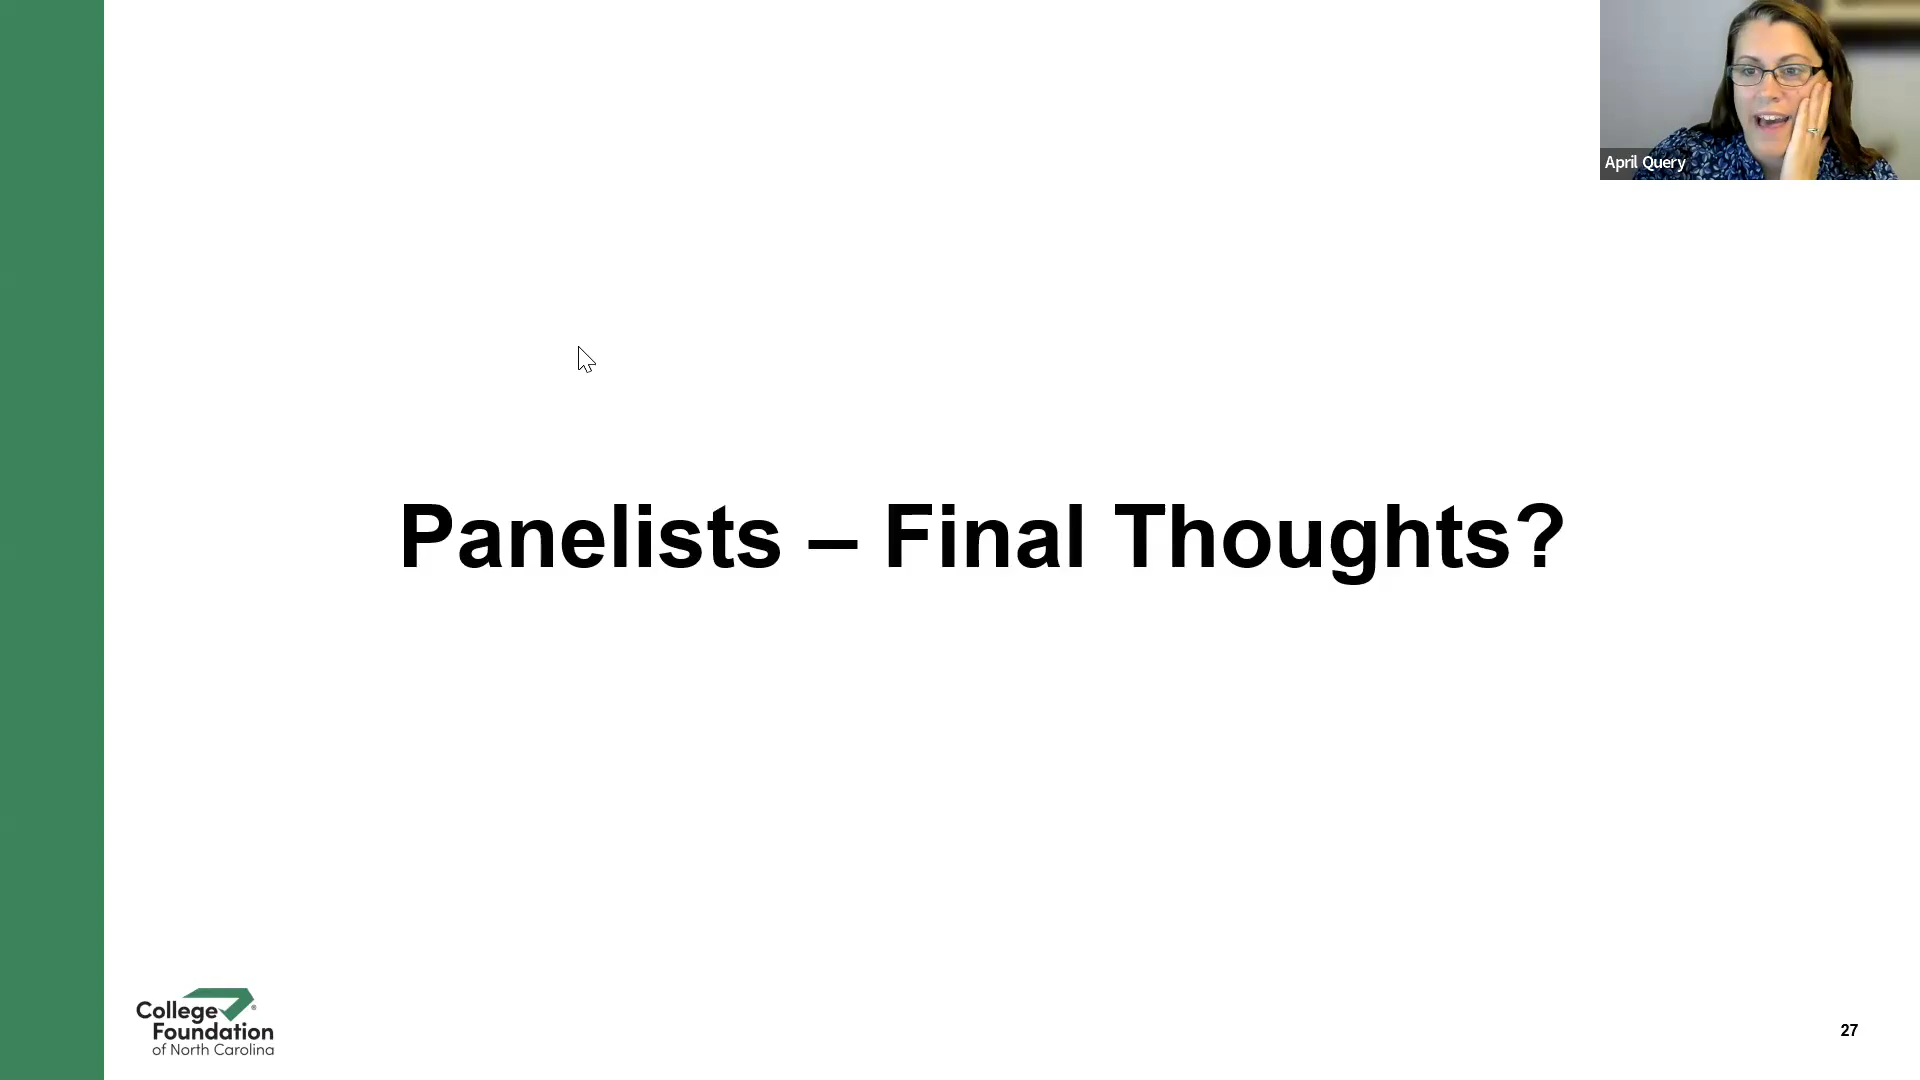 April Query
Panelists – Final Thoughts?
College
Foundation
of North Carolina
27